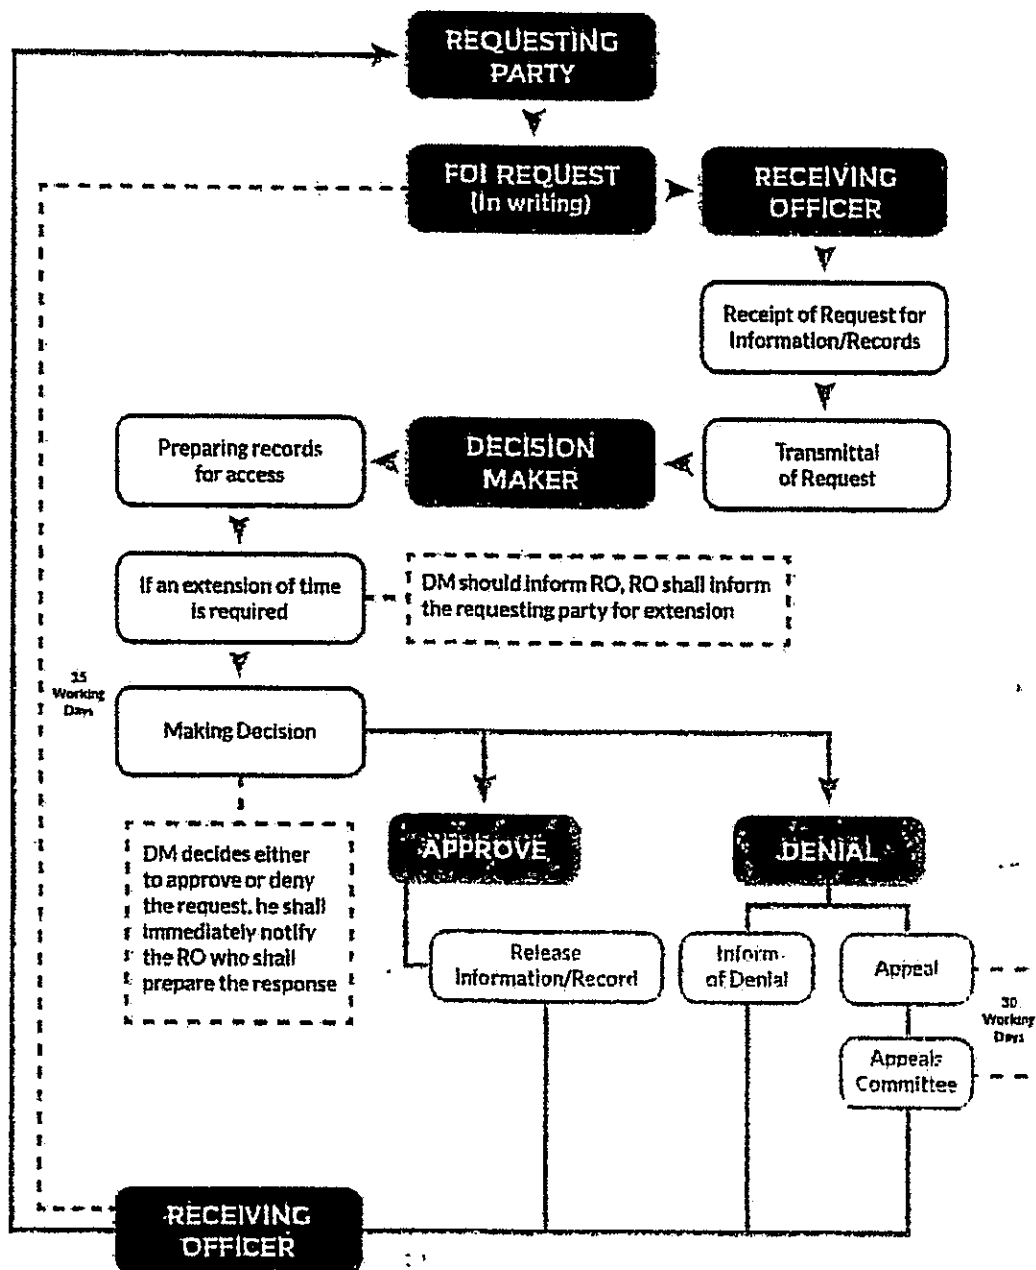 REQUESTING
PARTY
FOI REQUEST
(In writing)
RECEIVING
OFFICER
Receipt of Request for
Information/Records
Transmittal
of Request
DECISION
MAKER
Preparing records
for access
If an extension of time
is required
DM should inform RO, RO shall inform
the requesting party for extension
15
Working
Days
Making Decision
DM decides either
to approve or deny
the request. he shall
immediately notify
the RO who shall
prepare the response
APPROVE
DENIAL
Release
Information/Record
Inform
of Denial
Appeal
30
Working
Days
Appeals
Committee
RECEIVING
OFFICER